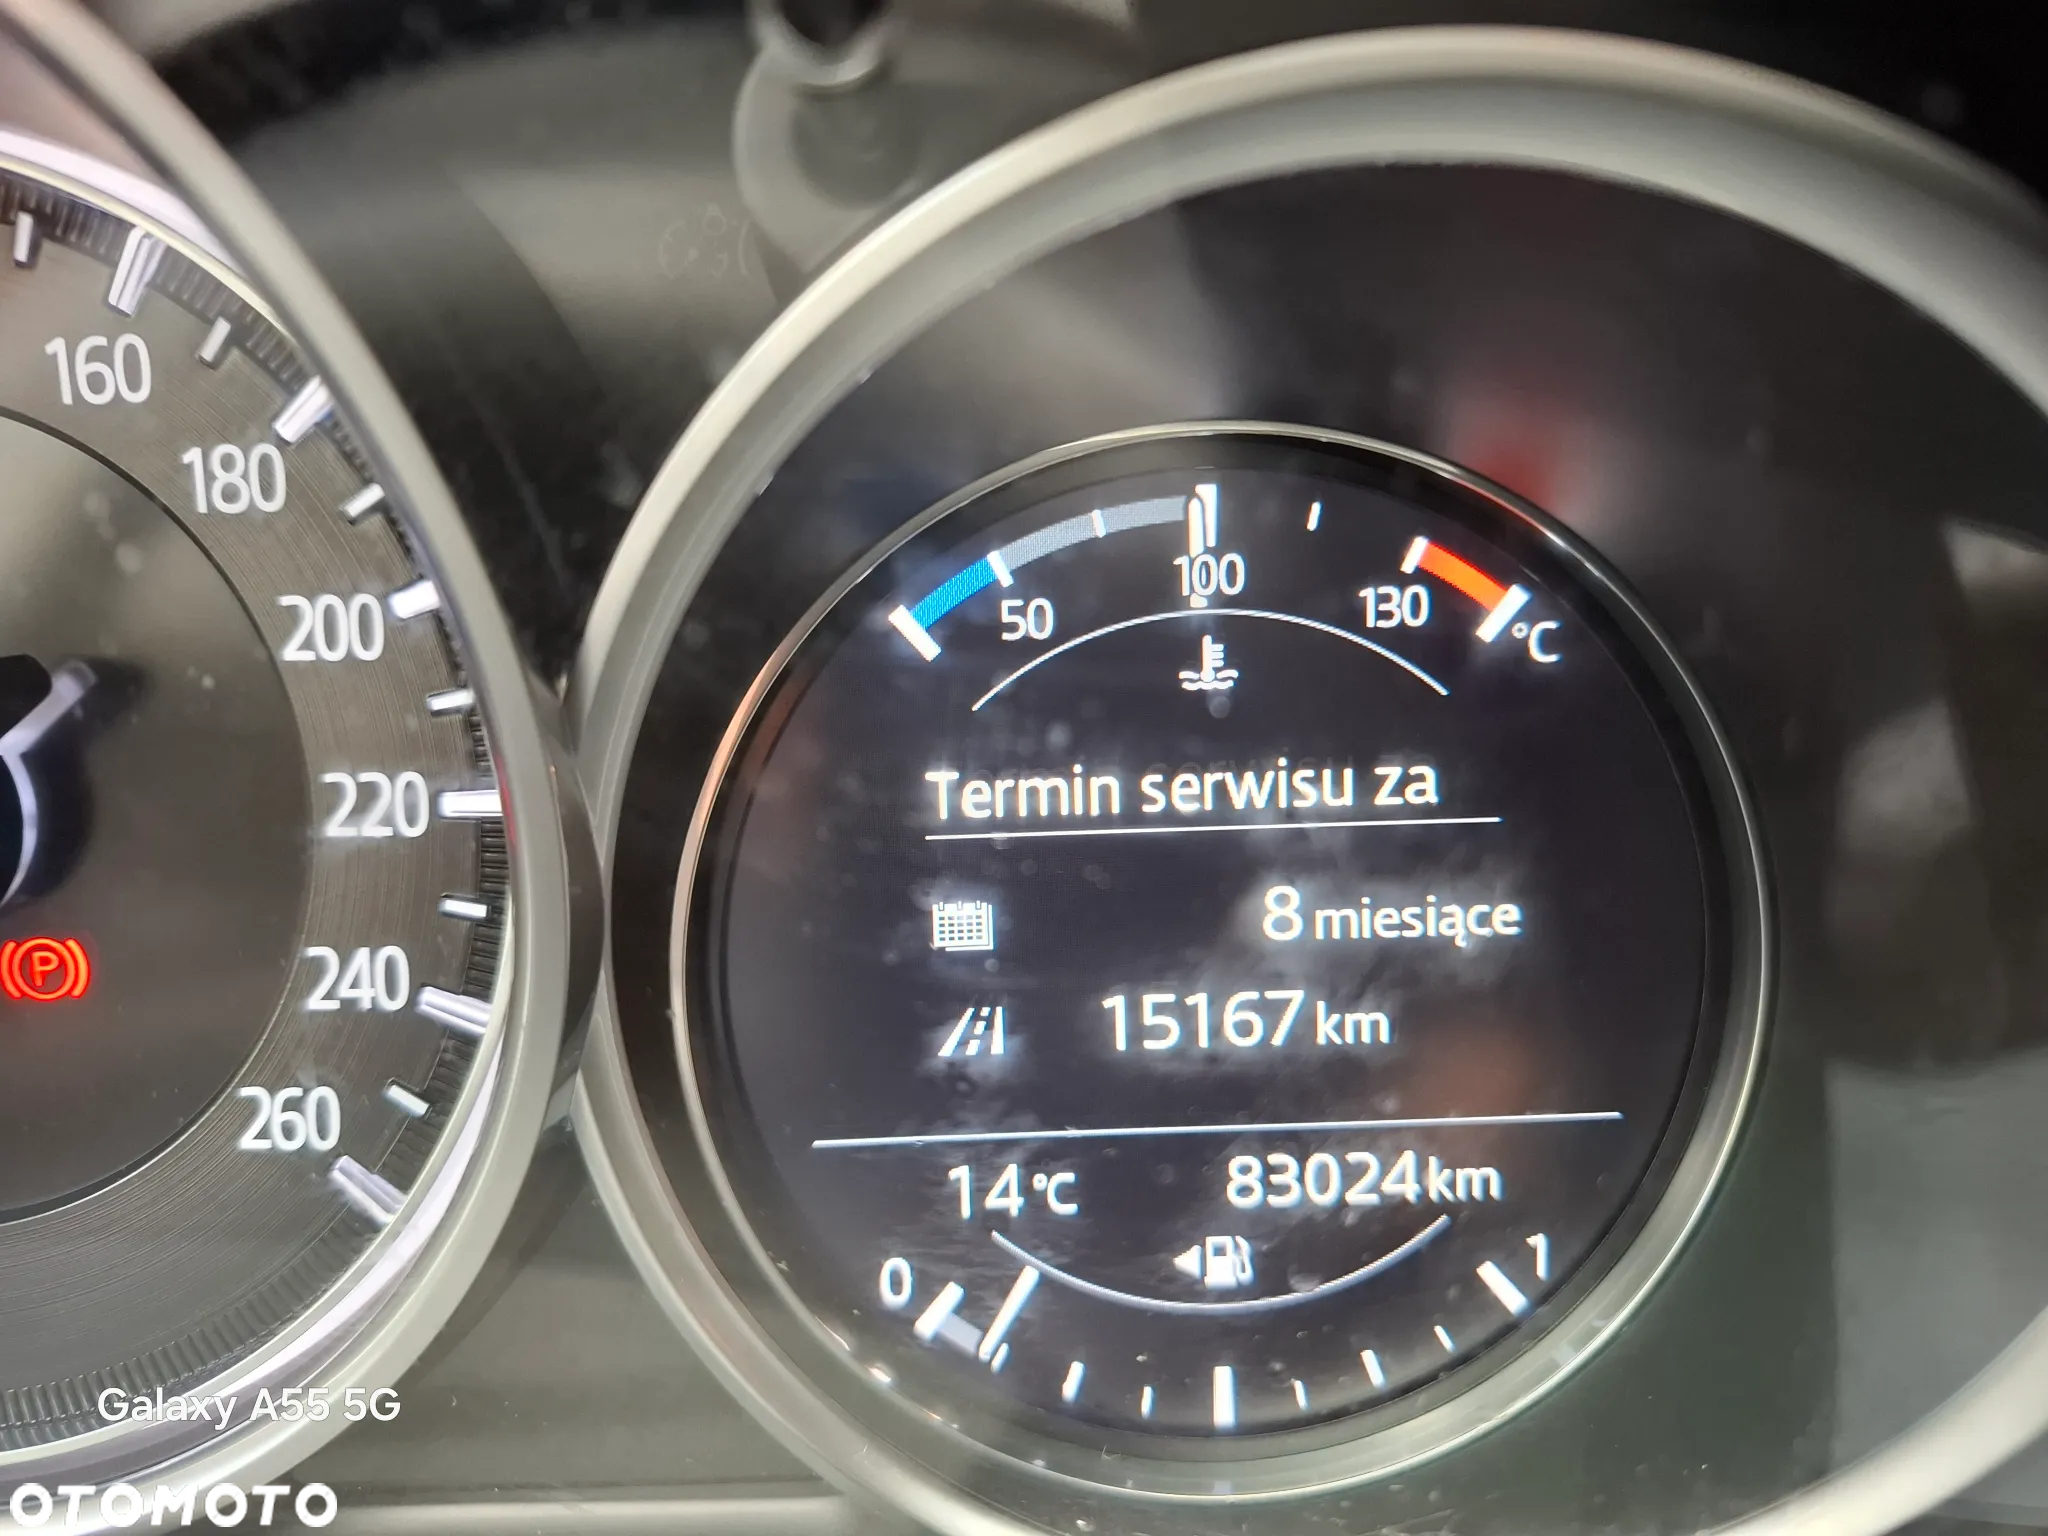 160
180
200
220
240
260
P
50
100
130
°C
Termin serwisu za
8 miesiące
15167 km
14 °C
83024 km
0
1
Galaxy A55 5G
OTOMOTO